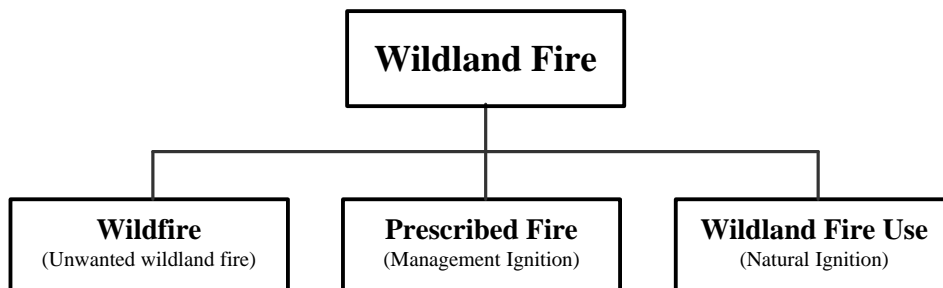 Wildland Fire
Wildfire
(Unwanted wildland fire)
Prescribed Fire
(Management Ignition)
Wildland Fire Use
(Natural Ignition)